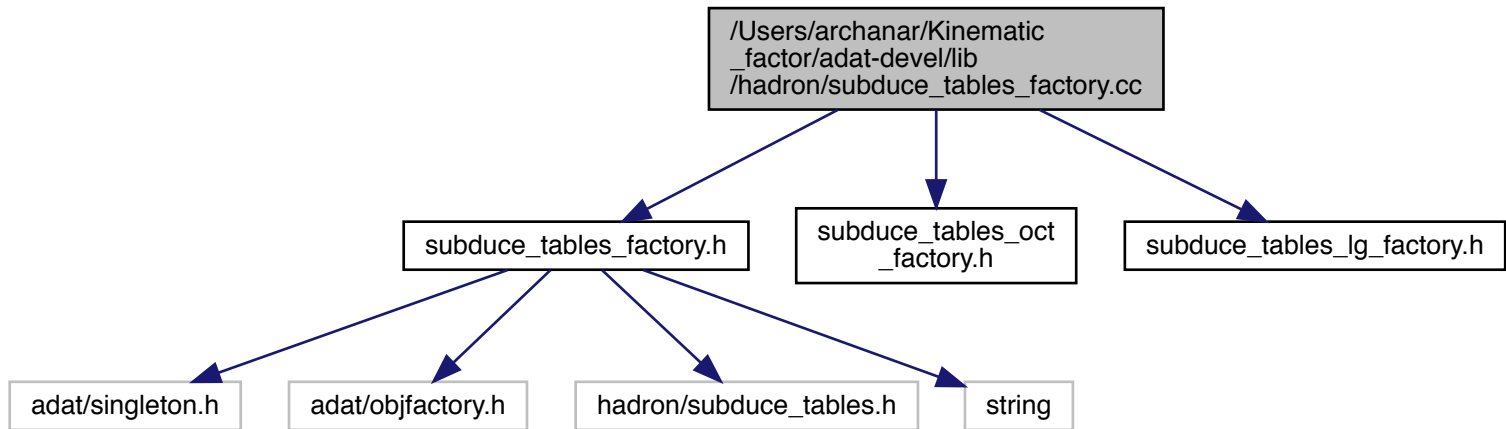 /Users/archanar/Kinematic
_factor/adat-devel/lib
/hadron/subduce_tables_factory.cc
subduce_tables_factory.h
subduce_tables_oct
_factory.h
subduce_tables_lg_factory.h
adat/singleton.h
adat/objfactory.h
hadron/subduce_tables.h
string